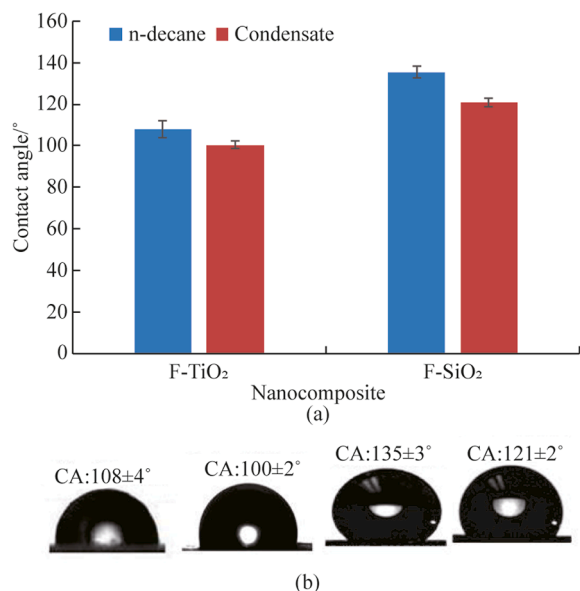 160
n-decane Condensate
140
120
100
80
60
40
20
0
Contact angle/°
F-TiO₂ F-SiO₂
Nanocomposite
(a)
CA:108±4° CA:100±2° CA:135±3° CA:121±2°
(b)